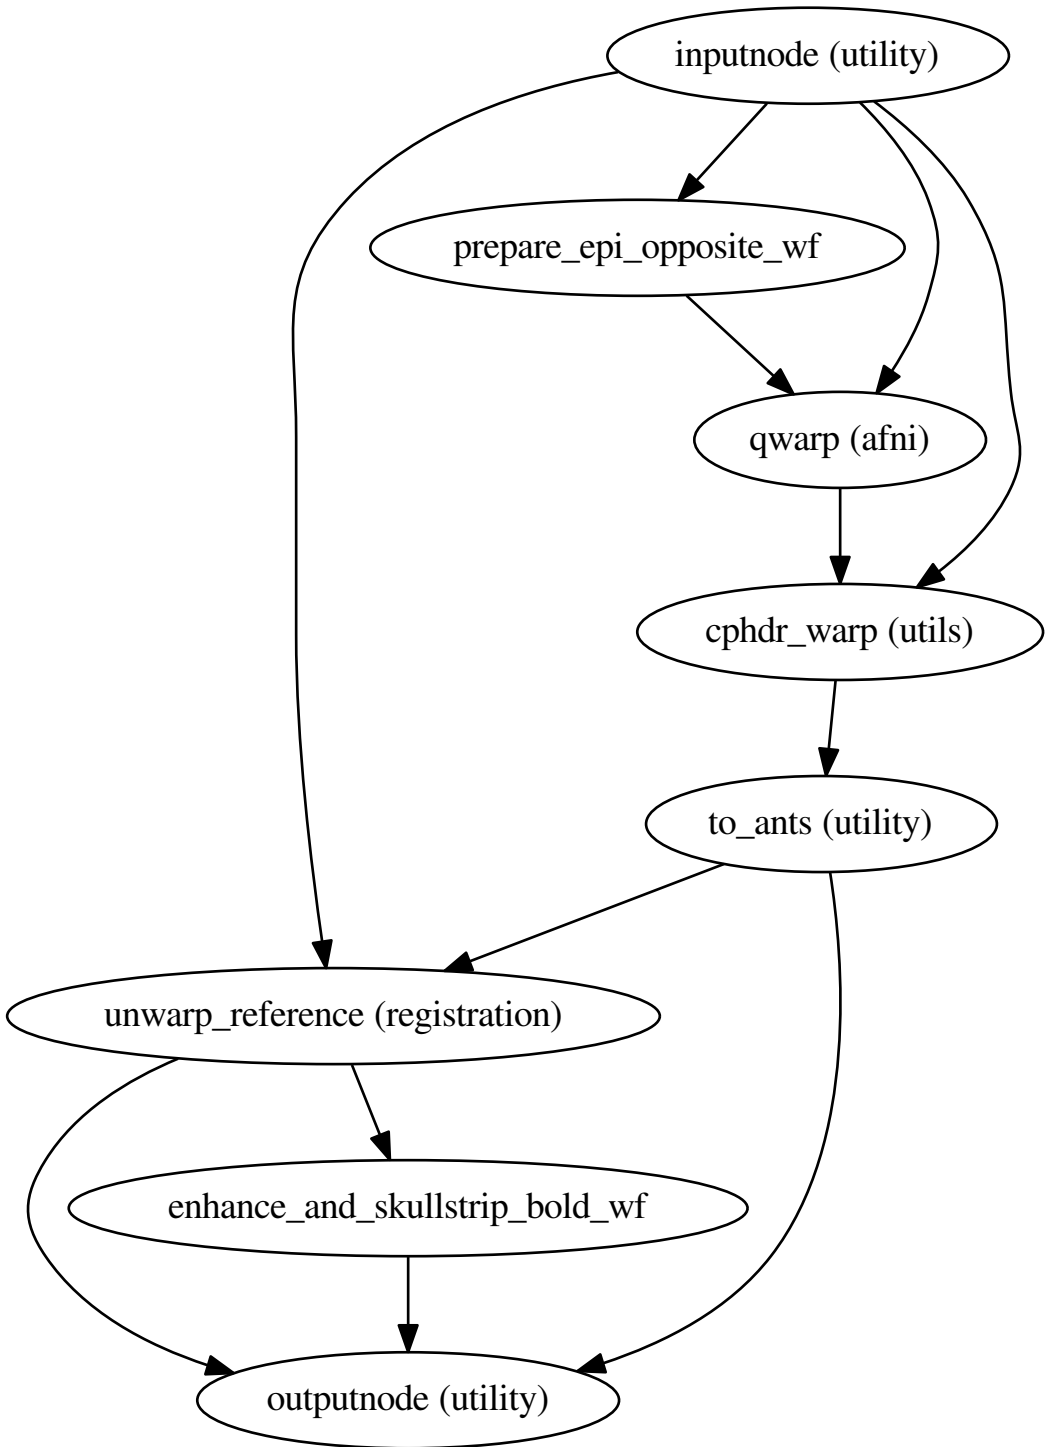 inputnode (utility)
prepare_epi_opposite_wf
qwarp (afni)
cphdr_warp (utils)
to_ants (utility)
unwarp_reference (registration)
enhance_and_skullstrip_bold_wf
outputnode (utility)